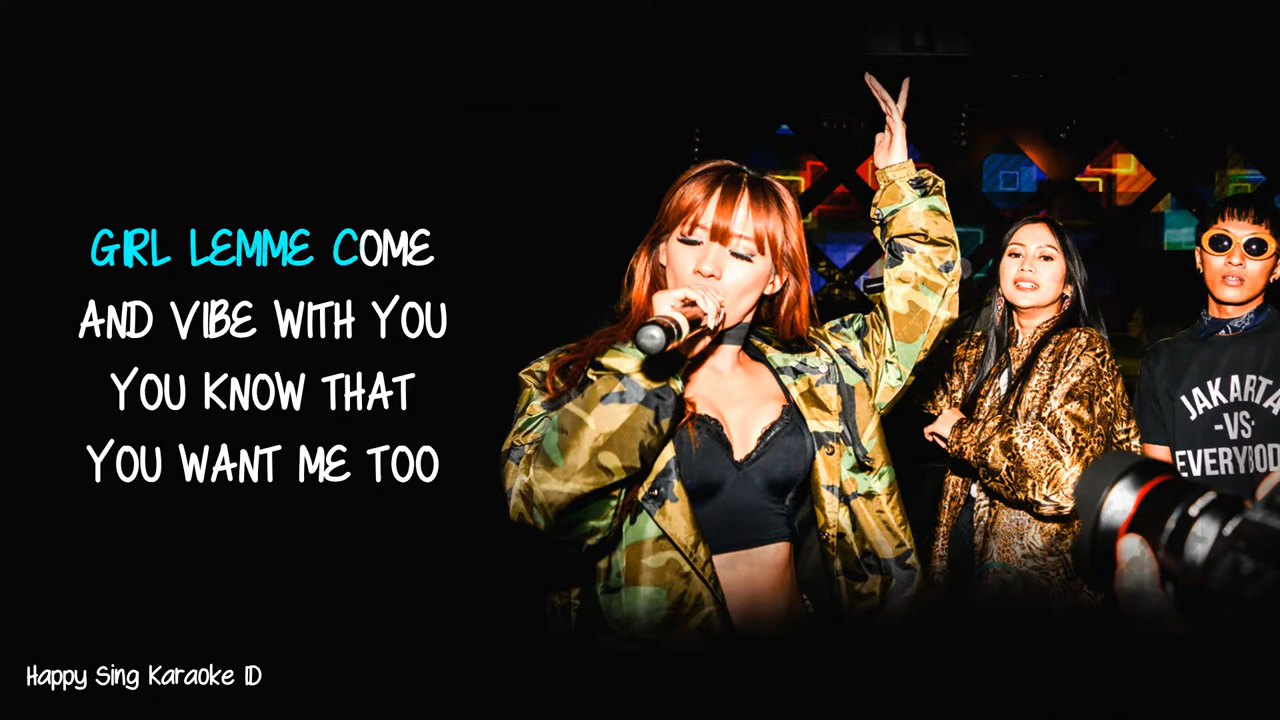 GIRL LEMME COME
AND VIBE WITH YOU
YOU KNOW THAT
YOU WANT ME TOO
JAKARTA
-VS-
Happy Sing Karaoke ID